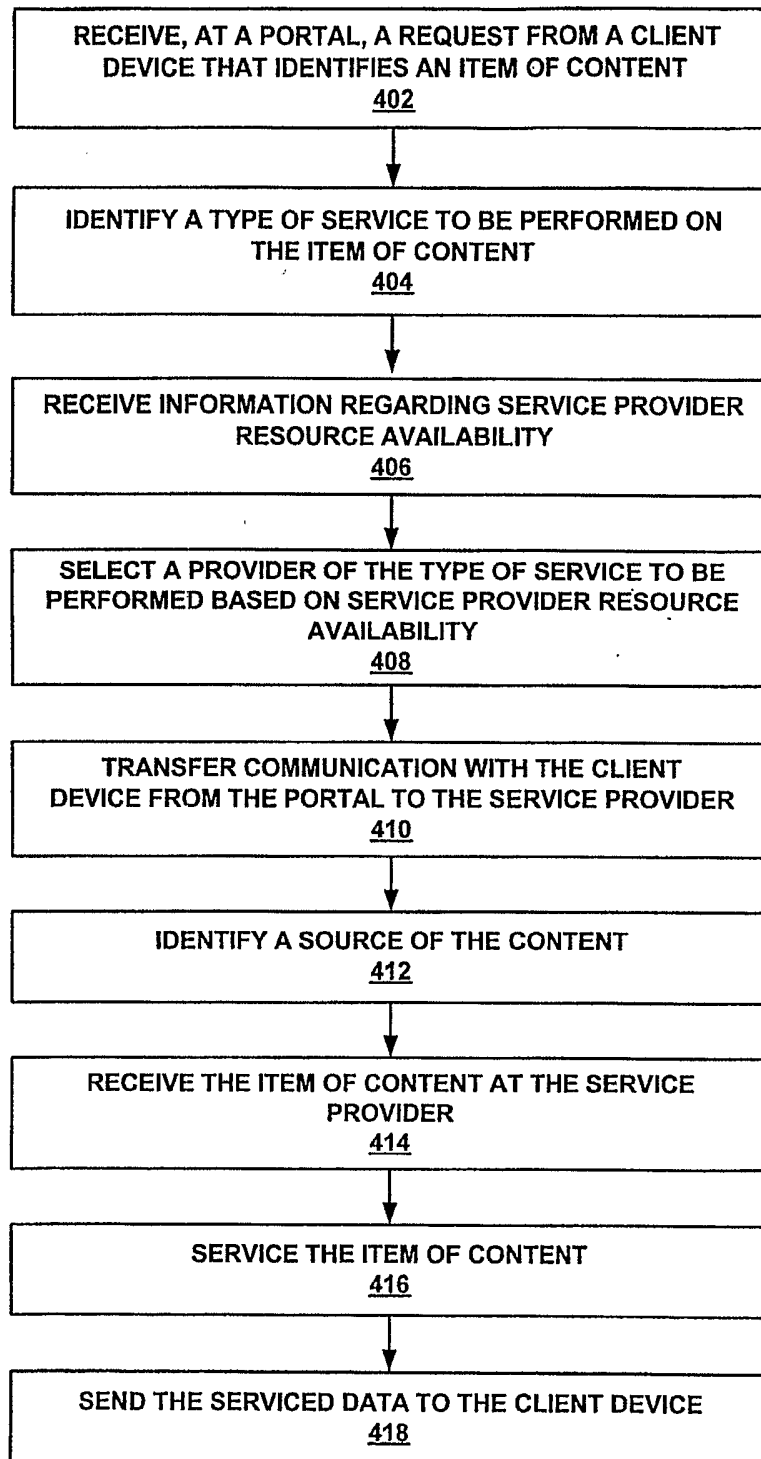 RECEIVE, AT A PORTAL, A REQUEST FROM A CLIENT
DEVICE THAT IDENTIFIES AN ITEM OF CONTENT
402
IDENTIFY A TYPE OF SERVICE TO BE PERFORMED ON
THE ITEM OF CONTENT
404
RECEIVE INFORMATION REGARDING SERVICE PROVIDER
RESOURCE AVAILABILITY
406
SELECT A PROVIDER OF THE TYPE OF SERVICE TO BE
PERFORMED BASED ON SERVICE PROVIDER RESOURCE
AVAILABILITY
408
TRANSFER COMMUNICATION WITH THE CLIENT
DEVICE FROM THE PORTAL TO THE SERVICE PROVIDER
410
IDENTIFY A SOURCE OF THE CONTENT
412
RECEIVE THE ITEM OF CONTENT AT THE SERVICE
PROVIDER
414
SERVICE THE ITEM OF CONTENT
416
SEND THE SERVICED DATA TO THE CLIENT DEVICE
418